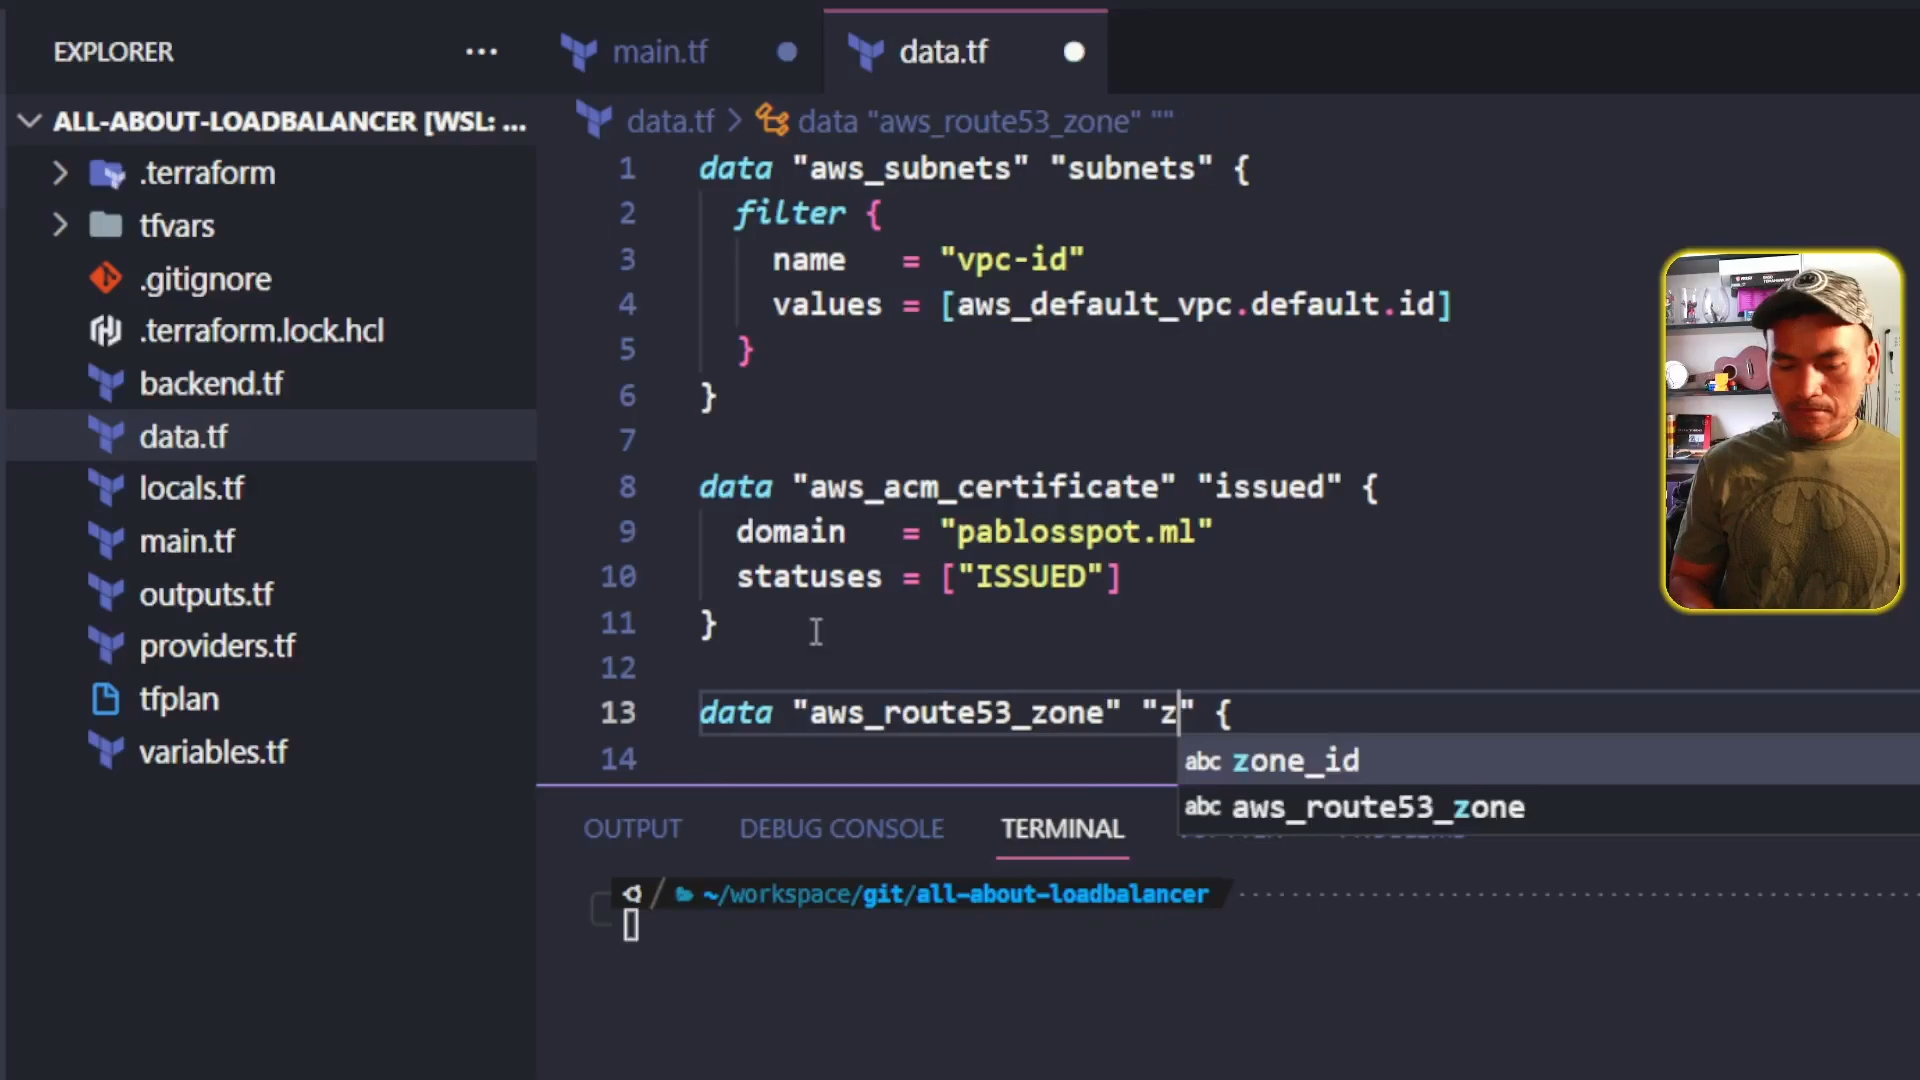 EXPLORER
ALL-ABOUT-LOADBALANCER [WSL: ...
.terraform
tfvars
.gitignore
.terraform.lock.hcl
backend.tf
data.tf
locals.tf
main.tf
outputs.tf
providers.tf
tfplan
variables.tf
main.tf
data.tf
data.tf > data "aws_route53_zone" ""
1 data "aws_subnets" "subnets" {
2 filter {
3 name = "vpc-id"
4 values = [aws_default_vpc.default.id]
5 }
6 }
7
8 data "aws_acm_certificate" "issued" {
9 domain = "pablosspot.ml"
10 statuses = ["ISSUED"]
11 }
12
13 data "aws_route53_zone" "z" {
14
abc zone_id
abc aws_route53_zone
OUTPUT DEBUG CONSOLE TERMINAL
~/workspace/git/all-about-loadbalancer